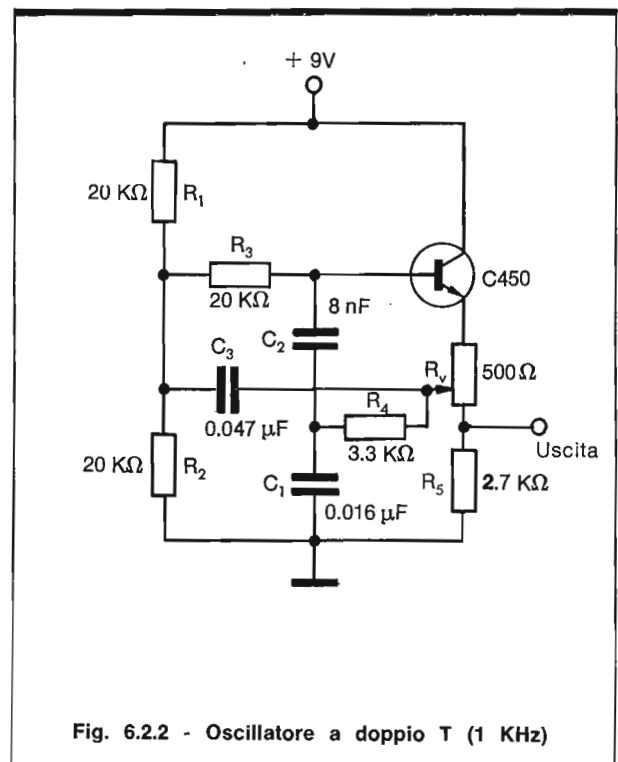 + 9V
20 KΩ R₁
R₃
20 KΩ
C450
8 nF
C₂
C₃
Rᵥ 500Ω
R₄
0.047 µF
3.3 KΩ
Uscita
20 KΩ R₂
C₁
R₅ 2.7 KΩ
0.016 µF
Fig. 6.2.2 - Oscillatore a doppio T (1 KHz)